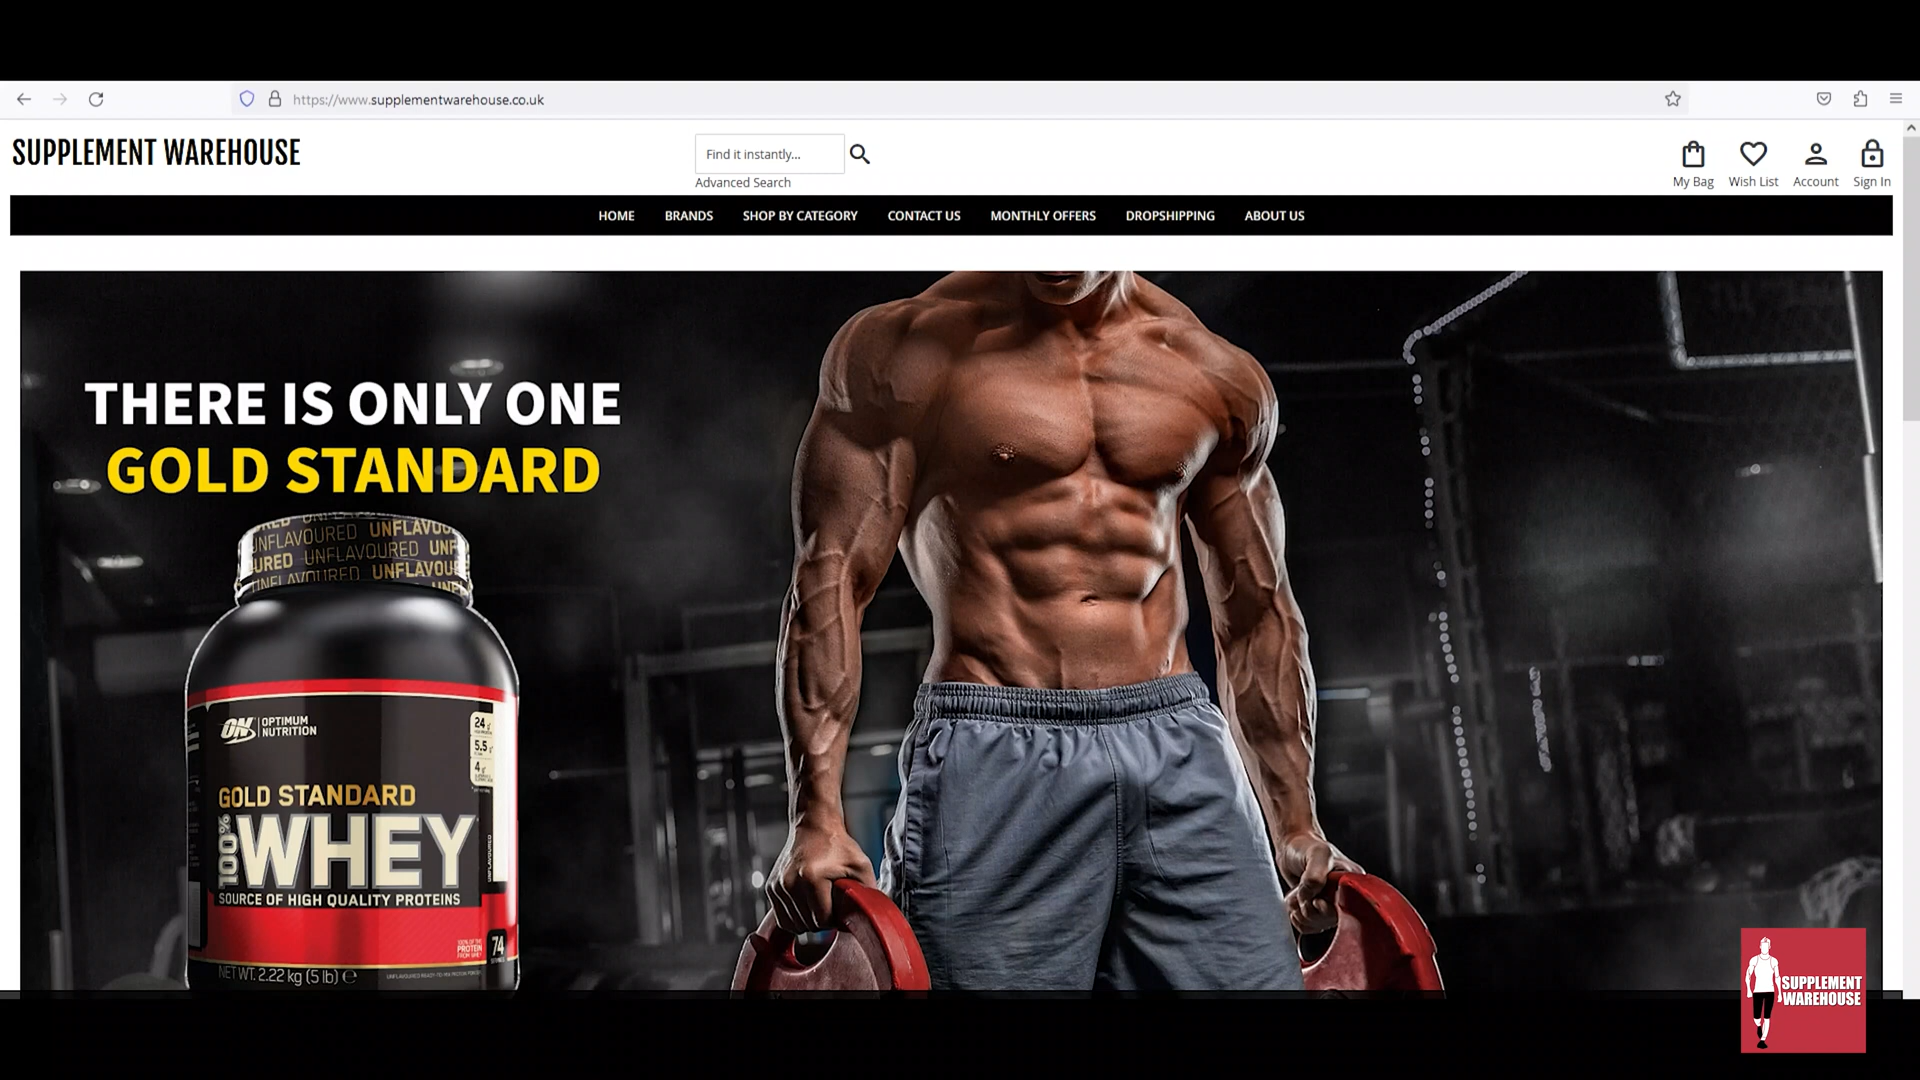 https://www.supplementwarehouse.co.uk
SUPPLEMENT WAREHOUSE
Find it instantly...
Advanced Search
My Bag
Wish List
Account
Sign In
HOME
BRANDS
SHOP BY CATEGORY
CONTACT US
MONTHLY OFFERS
DROPSHIPPING
ABOUT US
THERE IS ONLY ONE
GOLD STANDARD
UNFLAVOURED
UNFLAVOURED UNFLAVOURED
ON OPTIMUM
NUTRITION
24 g
5.5 g
4 g
GOLD STANDARD
100% WHEY
SOURCE OF HIGH QUALITY PROTEINS
PROTEIN
74
NET WT. 2.22 kg (5 lb) e
SUPPLEMENT
WAREHOUSE